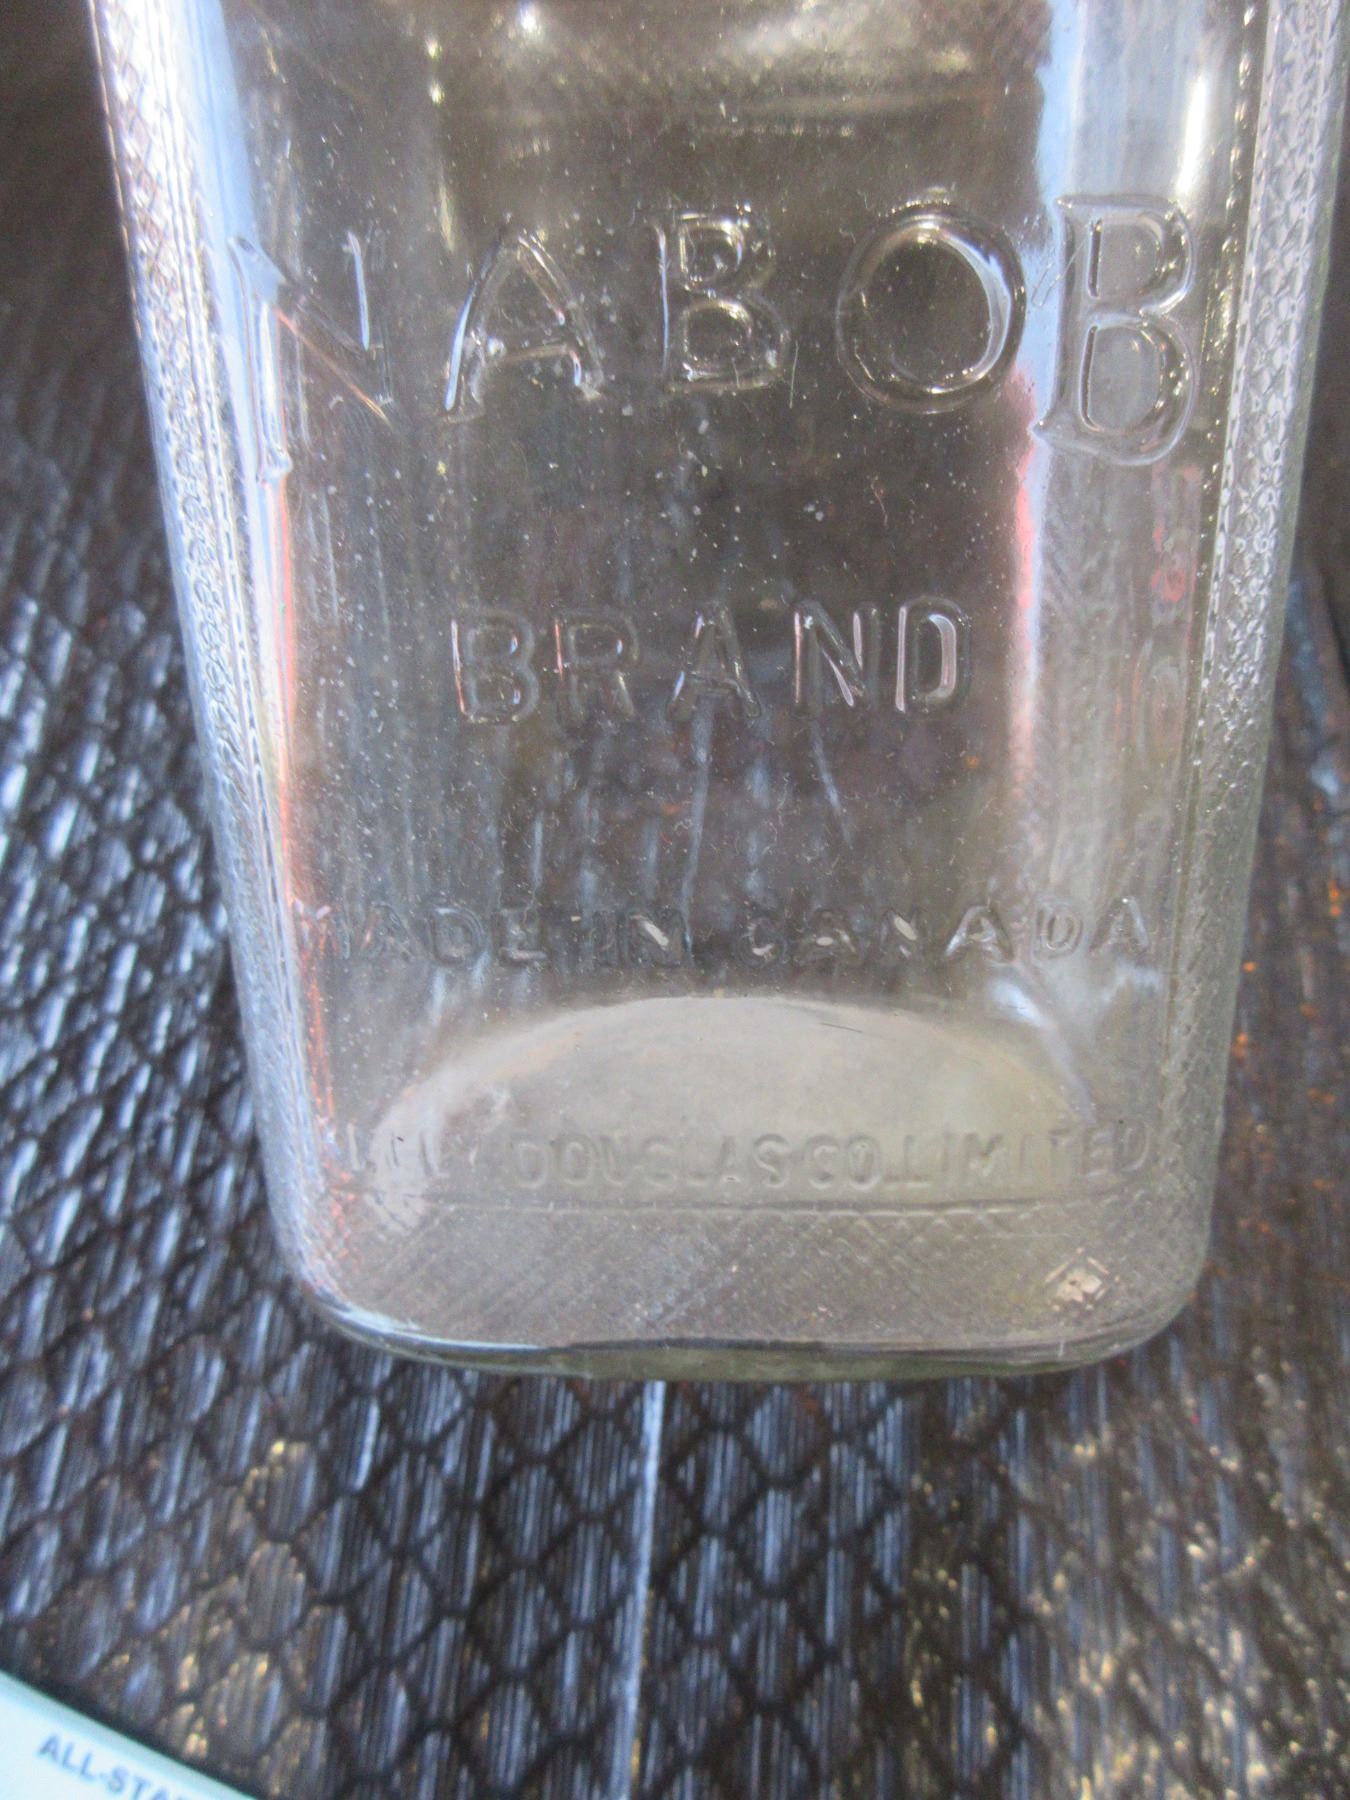 NABOB
BRAND
MADE IN CANADA
DOUGLAS CO. LIMITED
ALL-STA